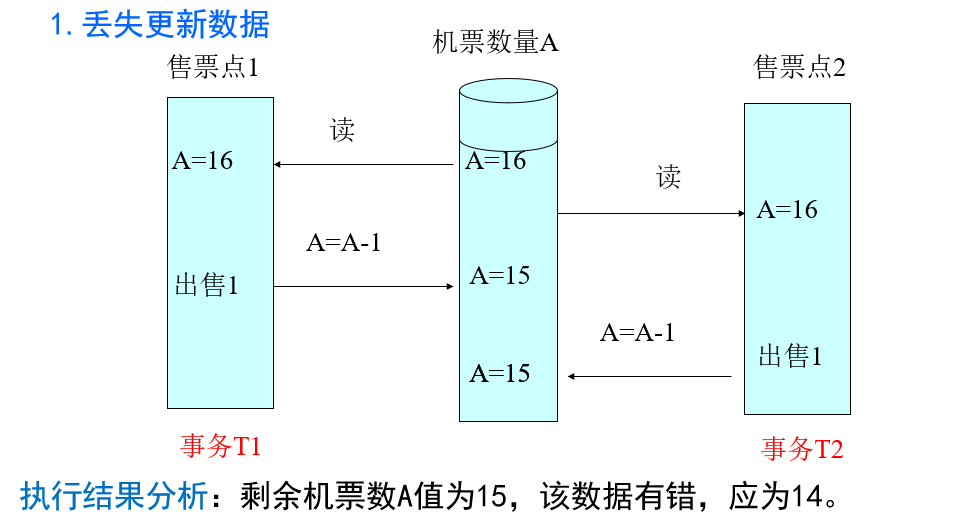 1.丢失更新数据
机票数量A
售票点1
售票点2
读
A=16
A=16
读
A=16
A=A-1
出售1
A=15
A=A-1
出售1
A=15
事务T1
事务T2
执行结果分析：剩余机票数A值为15，该数据有错，应为14。